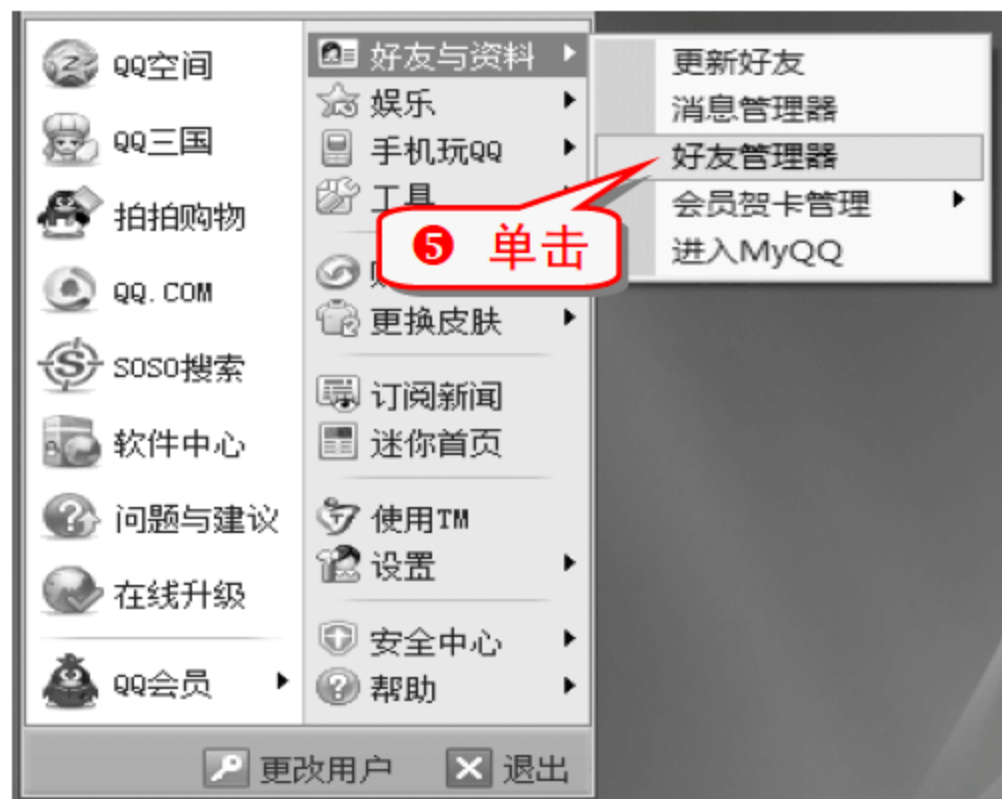 QQ空间
QQ三国
拍拍购物
QQ.COM
SOSO搜索
软件中心
问题与建议
在线升级
QQ会员
好友与资料
娱乐
手机玩QQ
工具
更换皮肤
订阅新闻
迷你首页
使用TM
设置
安全中心
帮助
更新好友
消息管理器
好友管理器
会员贺卡管理
进入MyQQ
❺ 单击
更改用户
退出